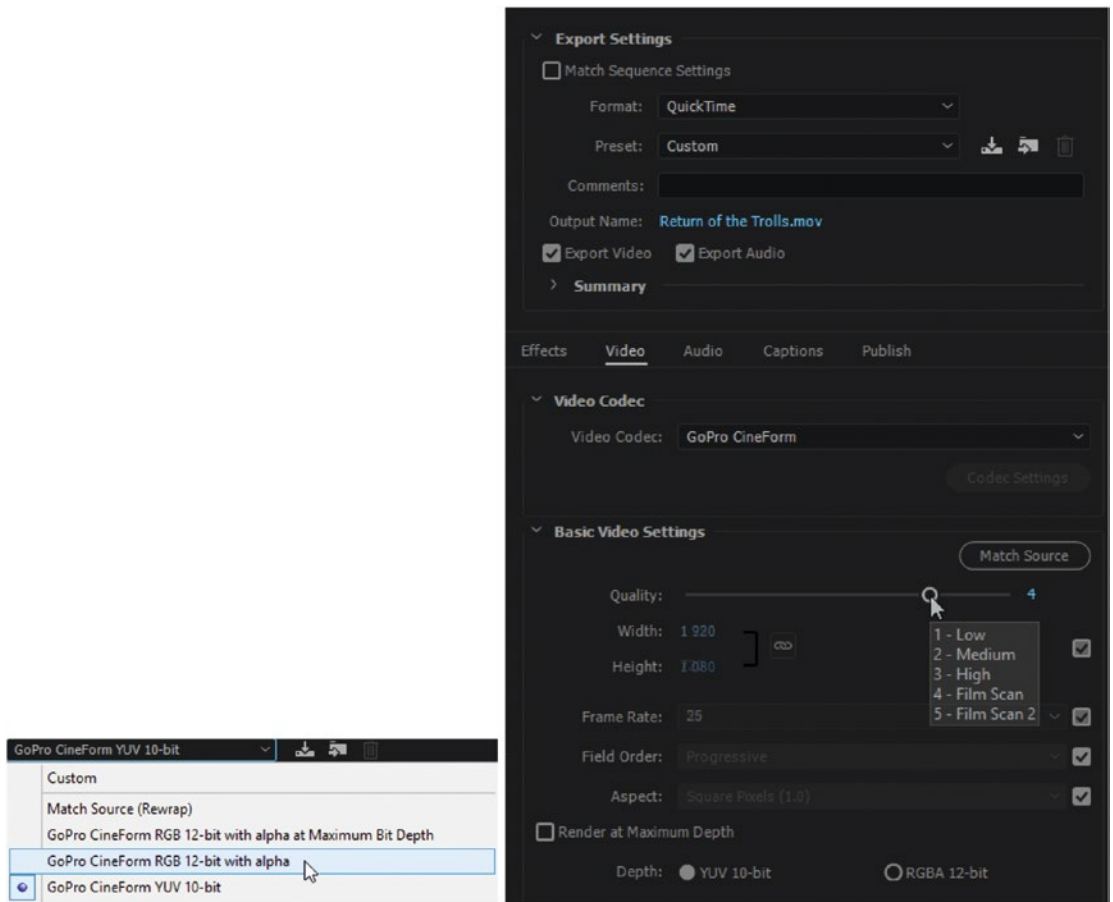 Export Settings
Match Sequence Settings
Format: QuickTime
Preset: Custom
Comments:
Output Name: Return of the Trolls.mov
Export Video Export Audio
Summary
Effects Video Audio Captions Publish
Video Codec
Video Codec: GoPro CineForm
Codec Settings
Basic Video Settings
Match Source
Quality: 4
Width: 1 920
Height: 1 080
1 - Low
2 - Medium
3 - High
4 - Film Scan
5 - Film Scan 2
Frame Rate: 25
Field Order: Progressive
Aspect: Square Pixels (1.0)
Render at Maximum Depth
Depth: YUV 10-bit RGBA 12-bit
GoPro CineForm YUV 10-bit
Custom
Match Source (Rewrap)
GoPro CineForm RGB 12-bit with alpha at Maximum Bit Depth
GoPro CineForm RGB 12-bit with alpha
GoPro CineForm YUV 10-bit